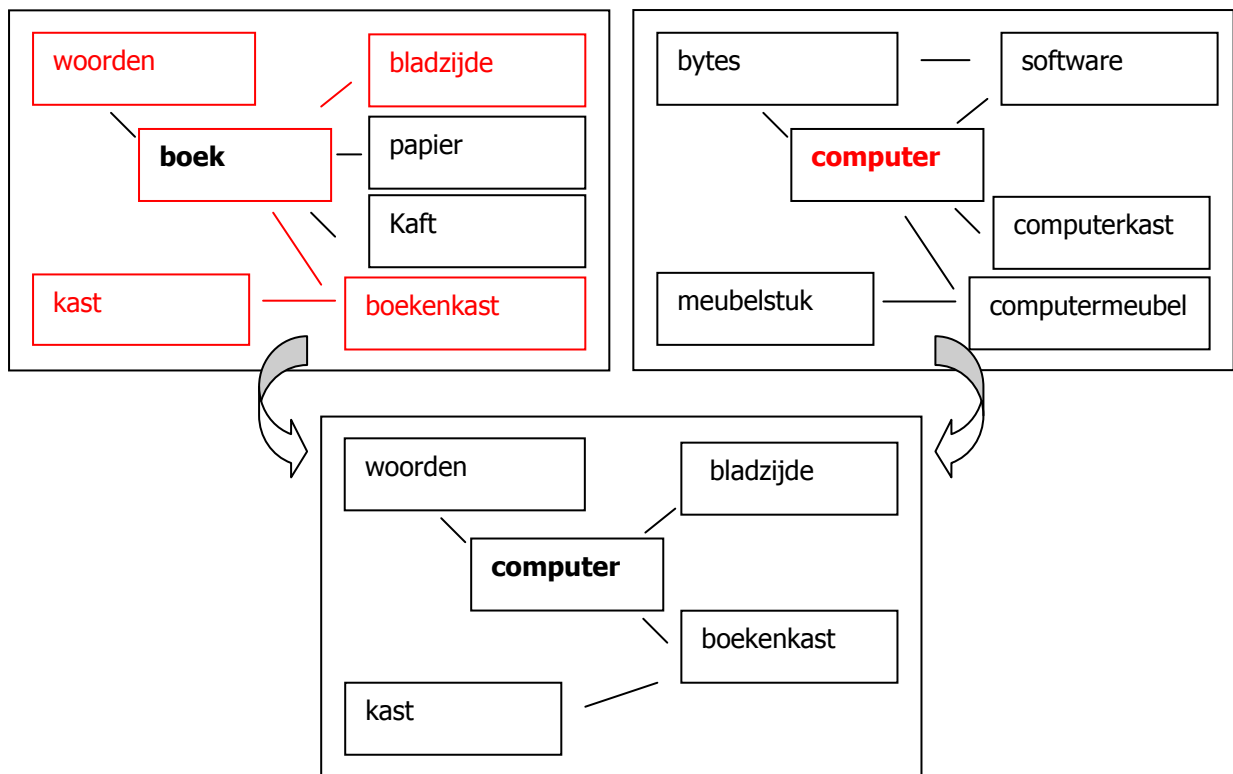 woorden
bladzijde
boek
papier
Kaft
kast
boekenkast
bytes
software
computer
computerkast
meubelstuk
computermeubel
woorden
bladzijde
computer
boekenkast
kast